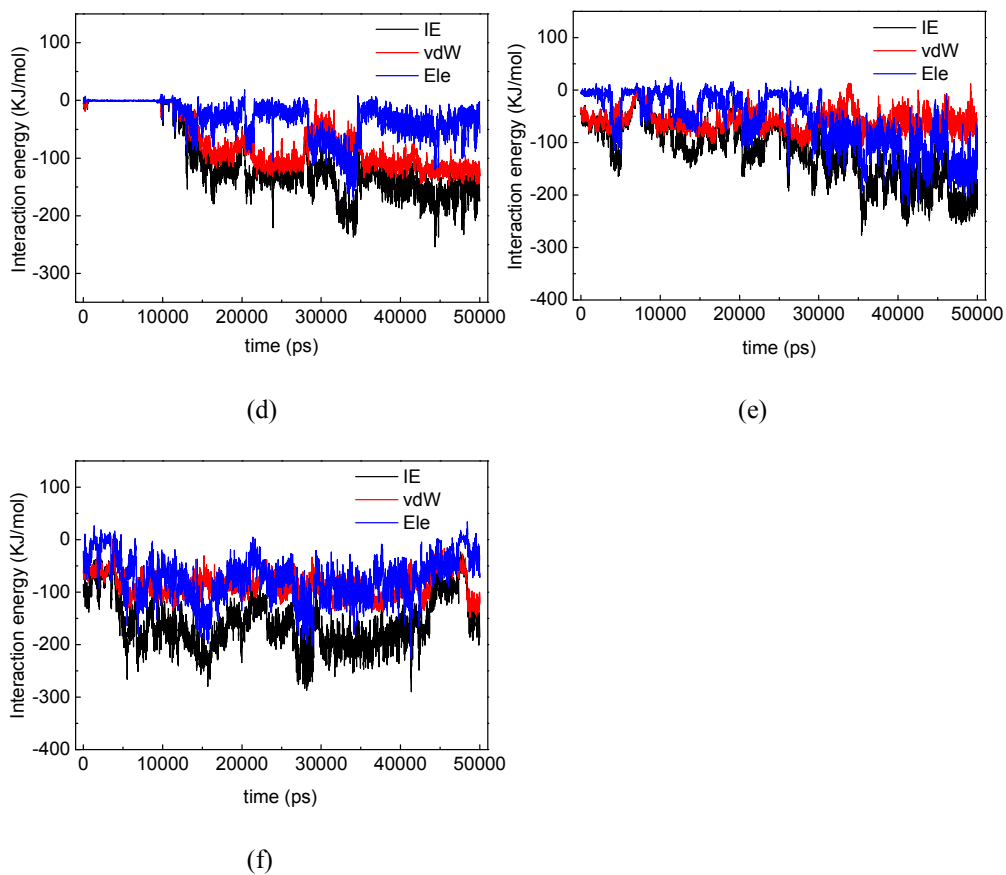 IE
vdW
Ele
100
0
-100
-200
-300
Interaction energy (KJ/mol)
0 10000 20000 30000 40000 50000
time (ps)
(d)
IE
vdW
Ele
100
0
-100
-200
-300
-400
Interaction energy (KJ/mol)
0 10000 20000 30000 40000 50000
time (ps)
(e)
IE
vdW
Ele
100
0
-100
-200
-300
-400
Interaction energy (KJ/mol)
0 10000 20000 30000 40000 50000
time (ps)
(f)